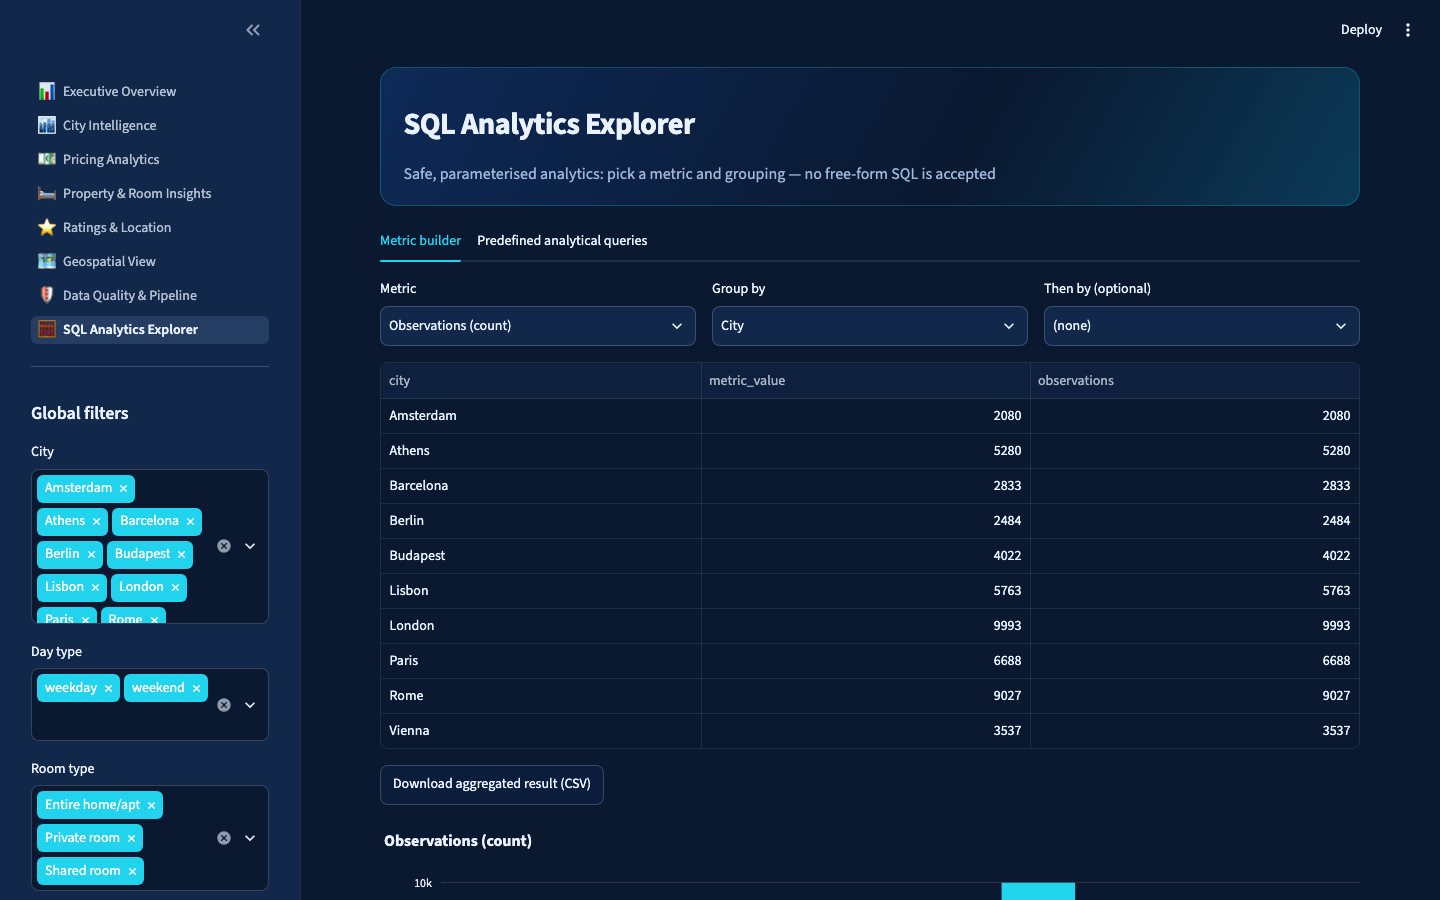 Deploy
Executive Overview
City Intelligence
Pricing Analytics
Property & Room Insights
Ratings & Location
Geospatial View
Data Quality & Pipeline
SQL Analytics Explorer
Global filters
City
Amsterdam
Athens Barcelona
Berlin Budapest
Lisbon London
Paris Rome
Day type
weekday weekend
Room type
Entire home/apt
Private room
Shared room
SQL Analytics Explorer
Safe, parameterised analytics: pick a metric and grouping — no free-form SQL is accepted
Metric builder Predefined analytical queries
Metric Group by Then by (optional)
Observations (count) City (none)
city metric_value observations
Amsterdam 2080 2080
Athens 5280 5280
Barcelona 2833 2833
Berlin 2484 2484
Budapest 4022 4022
Lisbon 5763 5763
London 9993 9993
Paris 6688 6688
Rome 9027 9027
Vienna 3537 3537
Download aggregated result (CSV)
Observations (count)
10k